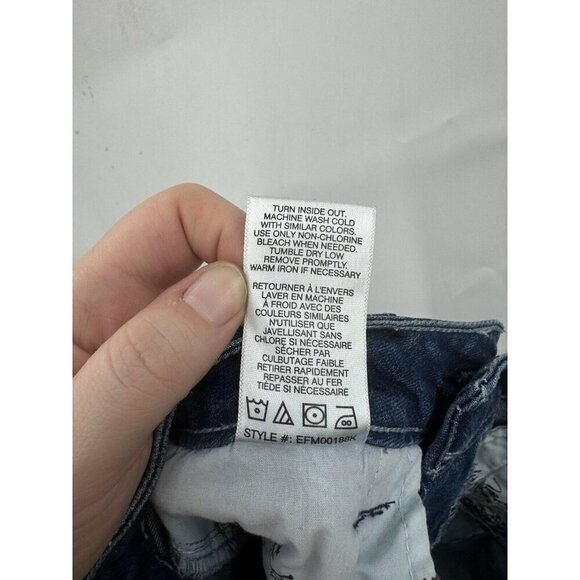 TURN INSIDE OUT.
MACHINE WASH COLD
WITH SIMILAR COLORS.
USE ONLY NON-CHLORINE
BLEACH WHEN NEEDED.
TUMBLE DRY LOW
REMOVE PROMPTLY.
WARM IRON IF NECESSARY
RETOURNER À L'ENVERS
LAVER EN MACHINE
À FROID AVEC DES
COULEURS SIMILAIRES
N'UTILISER QUE
JAVELLISANT SANS
CHLORE SI NÉCESSAIRE
SÉCHER PAR
CULBUTAGE FAIBLE
RETIRER RAPIDEMENT
REPASSER AU FER
TIÉDE SI NÉCESSAIRE
STYLE #: EFM00188K